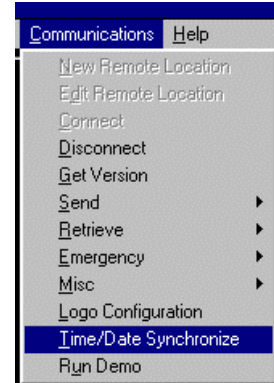 Communications Help
New Remote Location
Edit Remote Location
Connect
Disconnect
Get Version
Send
Retrieve
Emergency
Misc
Logo Configuration
Time/Date Synchronize
Run Demo